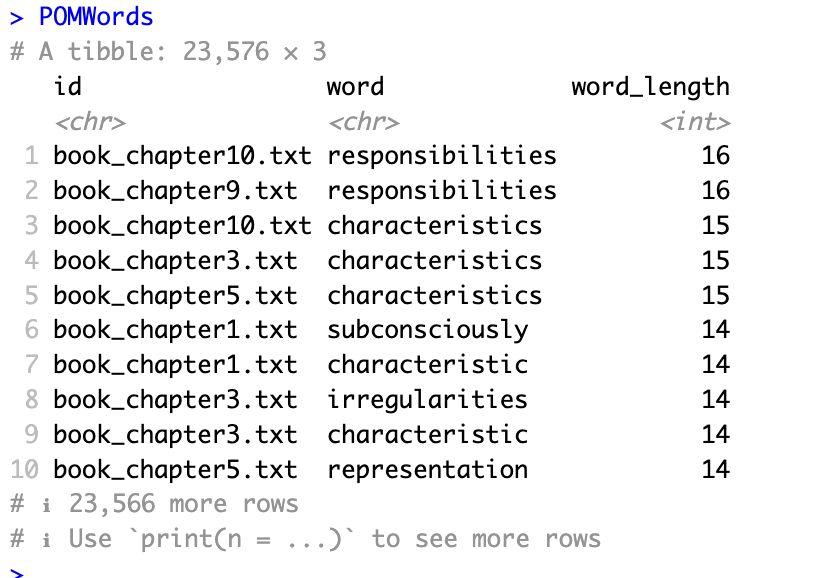 > POMWords
# A tibble: 23,576 × 3
   id                 word             word_length
   <chr>              <chr>                  <int>
 1 book_chapter10.txt responsibilities          16
 2 book_chapter9.txt  responsibilities          16
 3 book_chapter10.txt characteristics           15
 4 book_chapter3.txt  characteristics           15
 5 book_chapter5.txt  characteristics           15
 6 book_chapter1.txt  subconsciously            14
 7 book_chapter1.txt  characteristic            14
 8 book_chapter3.txt  irregularities            14
 9 book_chapter3.txt  characteristic            14
10 book_chapter5.txt  representation            14
# ℹ 23,566 more rows
# ℹ Use `print(n = ...)` to see more rows
>